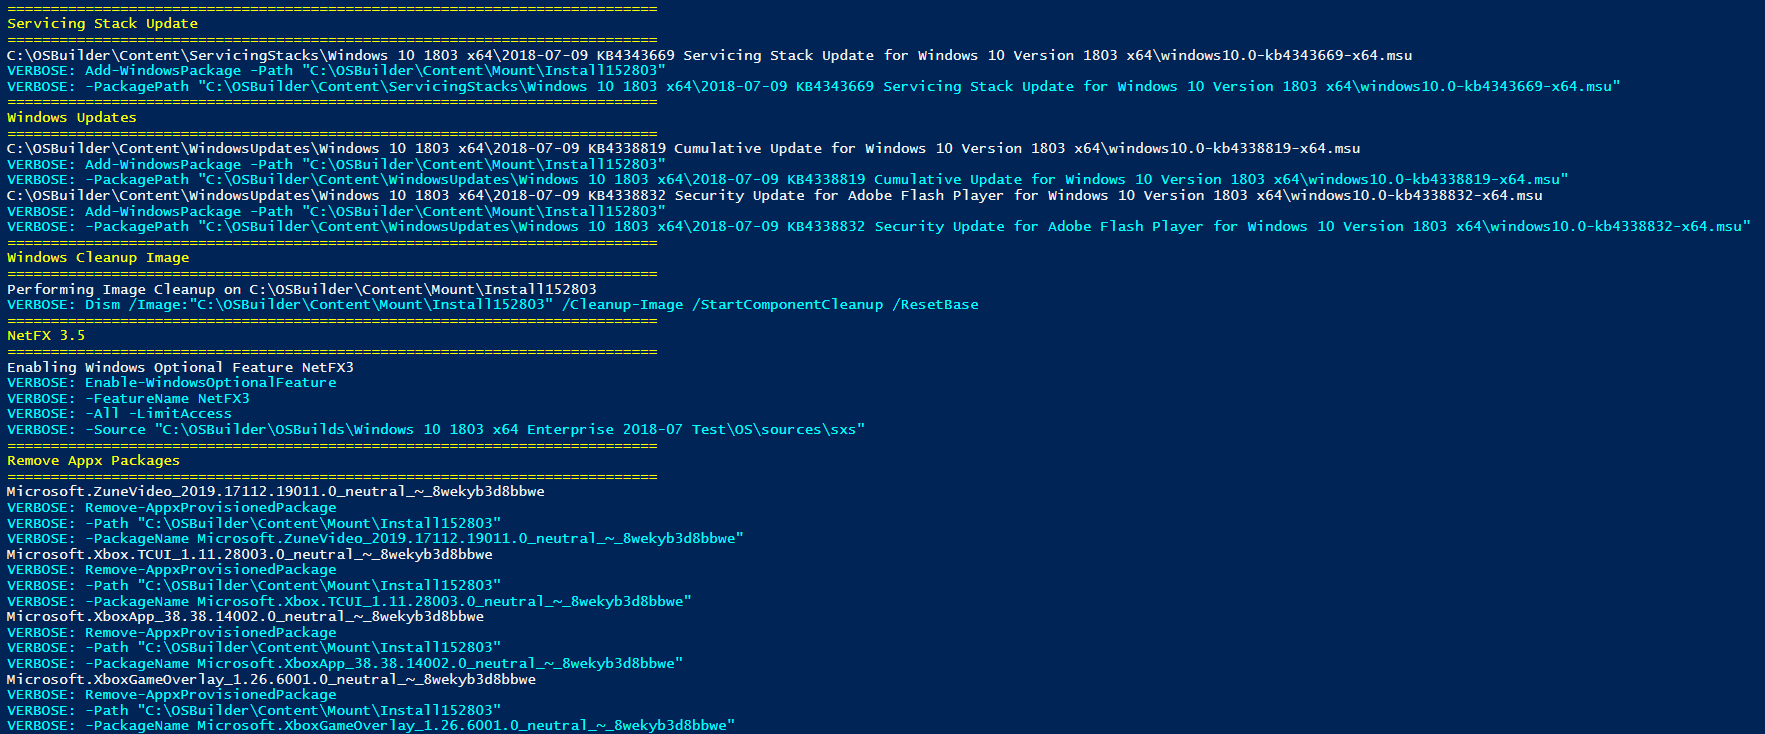 ===========================================================================
Servicing Stack Update
===========================================================================
C:\OSBuilder\Content\ServicingStacks\Windows 10 1803 x64\2018-07-09 KB4343669 Servicing Stack Update for Windows 10 Version 1803 x64\windows10.0-kb4343669-x64.msu
VERBOSE: Add-WindowsPackage -Path "C:\OSBuilder\Content\Mount\Install152803"
VERBOSE: -PackagePath "C:\OSBuilder\Content\ServicingStacks\Windows 10 1803 x64\2018-07-09 KB4343669 Servicing Stack Update for Windows 10 Version 1803 x64\windows10.0-kb4343669-x64.msu"
===========================================================================
Windows Updates
===========================================================================
C:\OSBuilder\Content\WindowsUpdates\Windows 10 1803 x64\2018-07-09 KB4338819 Cumulative Update for Windows 10 Version 1803 x64\windows10.0-kb4338819-x64.msu
VERBOSE: Add-WindowsPackage -Path "C:\OSBuilder\Content\Mount\Install152803"
VERBOSE: -PackagePath "C:\OSBuilder\Content\WindowsUpdates\Windows 10 1803 x64\2018-07-09 KB4338819 Cumulative Update for Windows 10 Version 1803 x64\windows10.0-kb4338819-x64.msu"
C:\OSBuilder\Content\WindowsUpdates\Windows 10 1803 x64\2018-07-09 KB4338832 Security Update for Adobe Flash Player for Windows 10 Version 1803 x64\windows10.0-kb4338832-x64.msu
VERBOSE: Add-WindowsPackage -Path "C:\OSBuilder\Content\Mount\Install152803"
VERBOSE: -PackagePath "C:\OSBuilder\Content\WindowsUpdates\Windows 10 1803 x64\2018-07-09 KB4338832 Security Update for Adobe Flash Player for Windows 10 Version 1803 x64\windows10.0-kb4338832-x64.msu"
===========================================================================
Windows Cleanup Image
===========================================================================
Performing Image Cleanup on C:\OSBuilder\Content\Mount\Install152803
VERBOSE: Dism /Image:"C:\OSBuilder\Content\Mount\Install152803" /Cleanup-Image /StartComponentCleanup /ResetBase
===========================================================================
NetFX 3.5
===========================================================================
Enabling Windows Optional Feature NetFX3
VERBOSE: Enable-WindowsOptionalFeature
VERBOSE: -FeatureName NetFX3
VERBOSE: -All -LimitAccess
VERBOSE: -Source "C:\OSBuilder\OSBuilds\Windows 10 1803 x64 Enterprise 2018-07 Test\OS\sources\sxs"
===========================================================================
Remove Appx Packages
===========================================================================
Microsoft.ZuneVideo_2019.17112.19011.0_neutral_~_8wekyb3d8bbwe
VERBOSE: Remove-AppxProvisionedPackage
VERBOSE: -Path "C:\OSBuilder\Content\Mount\Install152803"
VERBOSE: -PackageName Microsoft.ZuneVideo_2019.17112.19011.0_neutral_~_8wekyb3d8bbwe"
Microsoft.Xbox.TCUI_1.11.28003.0_neutral_~_8wekyb3d8bbwe
VERBOSE: Remove-AppxProvisionedPackage
VERBOSE: -Path "C:\OSBuilder\Content\Mount\Install152803"
VERBOSE: -PackageName Microsoft.Xbox.TCUI_1.11.28003.0_neutral_~_8wekyb3d8bbwe"
Microsoft.XboxApp_38.38.14002.0_neutral_~_8wekyb3d8bbwe
VERBOSE: Remove-AppxProvisionedPackage
VERBOSE: -Path "C:\OSBuilder\Content\Mount\Install152803"
VERBOSE: -PackageName Microsoft.XboxApp_38.38.14002.0_neutral_~_8wekyb3d8bbwe"
Microsoft.XboxGameOverlay_1.26.6001.0_neutral_~_8wekyb3d8bbwe
VERBOSE: Remove-AppxProvisionedPackage
VERBOSE: -Path "C:\OSBuilder\Content\Mount\Install152803"
VERBOSE: -PackageName Microsoft.XboxGameOverlay_1.26.6001.0_neutral_~_8wekyb3d8bbwe"